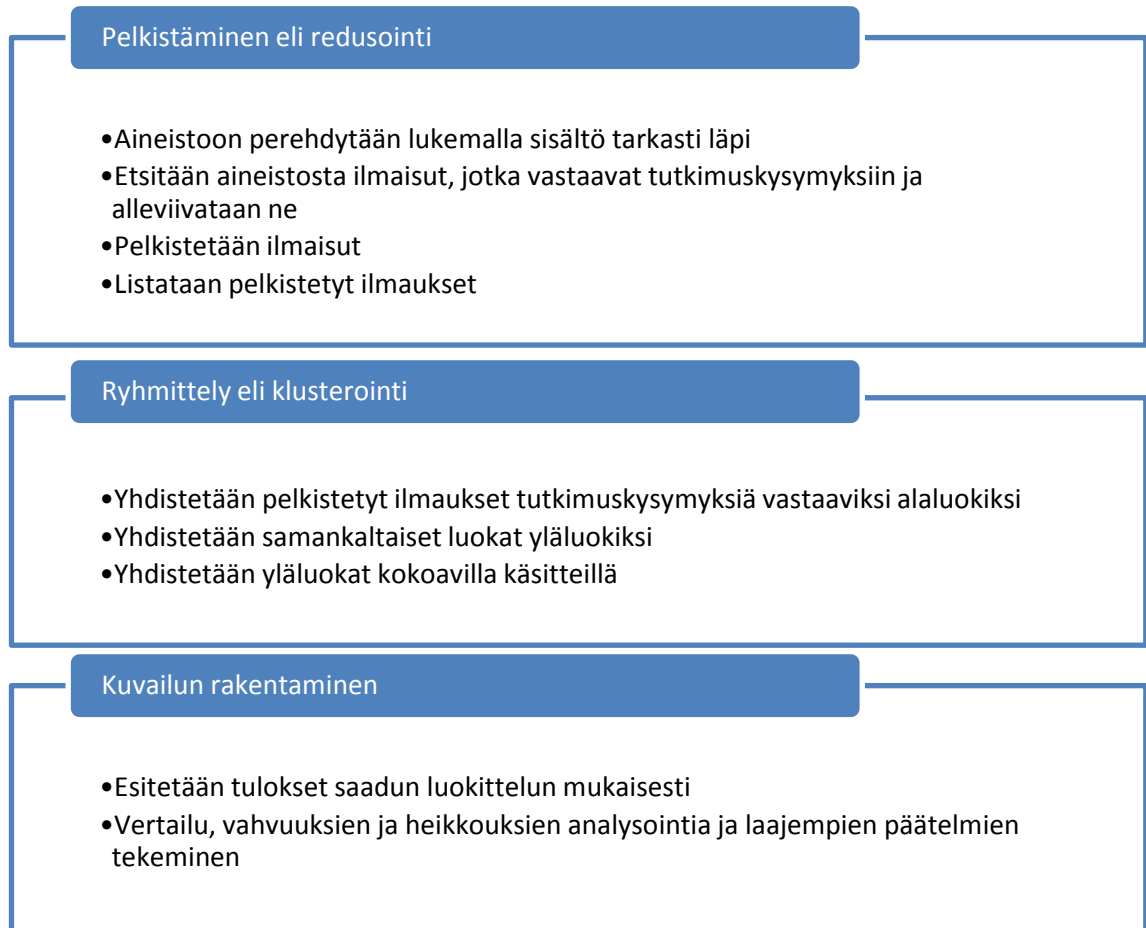 Pelkistäminen eli redusointi
•Aineistoon perehdytään lukemalla sisältö tarkasti läpi
•Etsitään aineistosta ilmaisut, jotka vastaavat tutkimuskysymyksiin ja
alleviivataan ne
•Pelkistetään ilmaisut
•Listataan pelkistetyt ilmaukset
Ryhmittely eli klusterointi
•Yhdistetään pelkistetyt ilmaukset tutkimuskysymyksiä vastaaviksi alaluokiksi
•Yhdistetään samankaltaiset luokat yläluokiksi
•Yhdistetään yläluokat kokoavilla käsitteillä
Kuvailun rakentaminen
•Esitetään tulokset saadun luokittelun mukaisesti
•Vertailu, vahvuuksien ja heikkouksien analysointia ja laajempien päätelmien
tekeminen